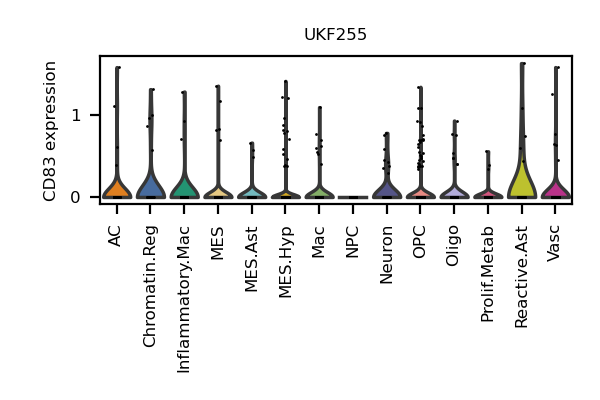 UKF255
CD83 expression
1
0
AC
Chromatin.Reg
Inflammatory.Mac
MES
MES.Ast
MES.Hyp
Mac
NPC
Neuron
OPC
Oligo
Prolif.Metab
Reactive.Ast
Vasc